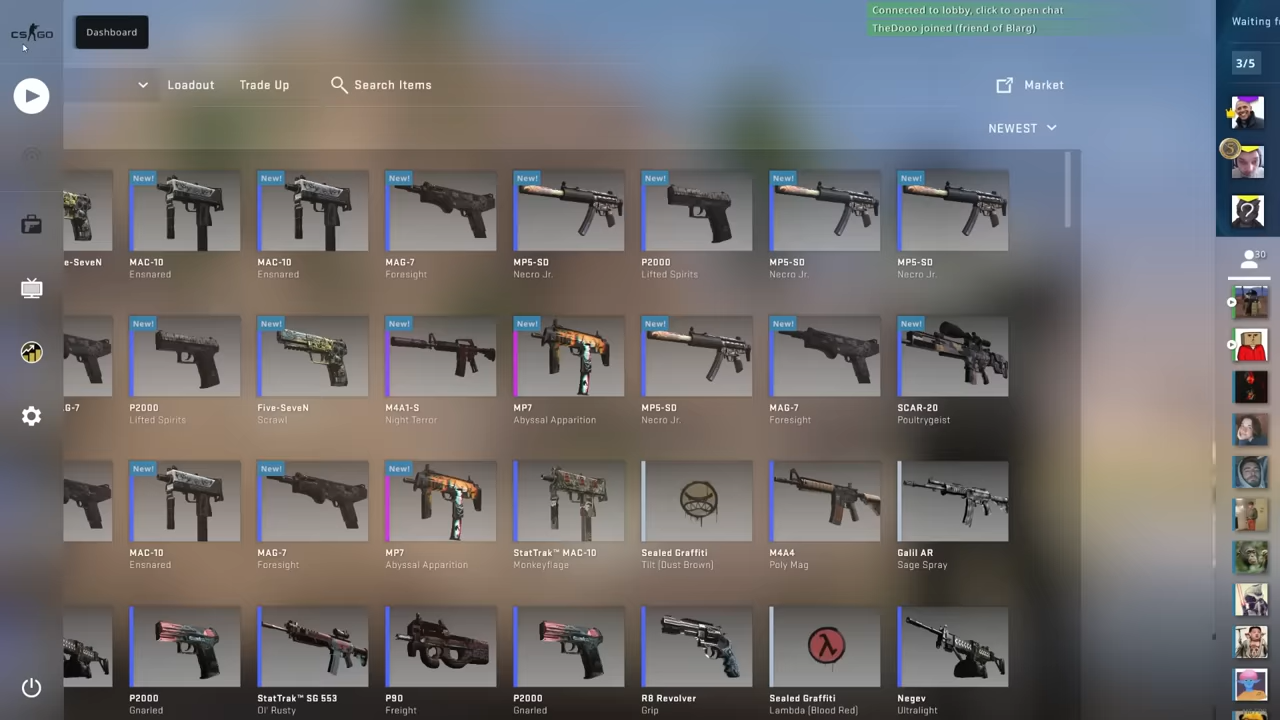 Connected to lobby, click to open chat
TheDooo joined (friend of Blarg)
CS GO
Dashboard
Waiting f
3/5
Loadout
Trade Up
Search Items
Market
NEWEST
30
New!
New!
New!
New!
New!
New!
New!
e-SeveN
MAC-10
Ensnared
MAC-10
Ensnared
MAG-7
Foresight
MP5-SD
Necro Jr.
P2000
Lifted Spirits
MP5-SD
Necro Jr.
MP5-SD
Necro Jr.
New!
New!
New!
New!
New!
New!
New!
G-7
P2000
Lifted Spirits
Five-SeveN
Scrawl
M4A1-S
Night Terror
MP7
Abyssal Apparition
MP5-SD
Necro Jr.
MAG-7
Foresight
SCAR-20
Poultrygeist
New!
New!
New!
MAC-10
Ensnared
MAG-7
Foresight
MP7
Abyssal Apparition
StatTrak™ MAC-10
Monkeyflage
Sealed Graffiti
Tilt (Dust Brown)
M4A4
Poly Mag
Galil AR
Sage Spray
P2000
Gnarled
StatTrak™ SG 553
Ol' Rusty
P90
Freight
P2000
Gnarled
R8 Revolver
Grip
Sealed Graffiti
Lambda (Blood Red)
Negev
Ultralight